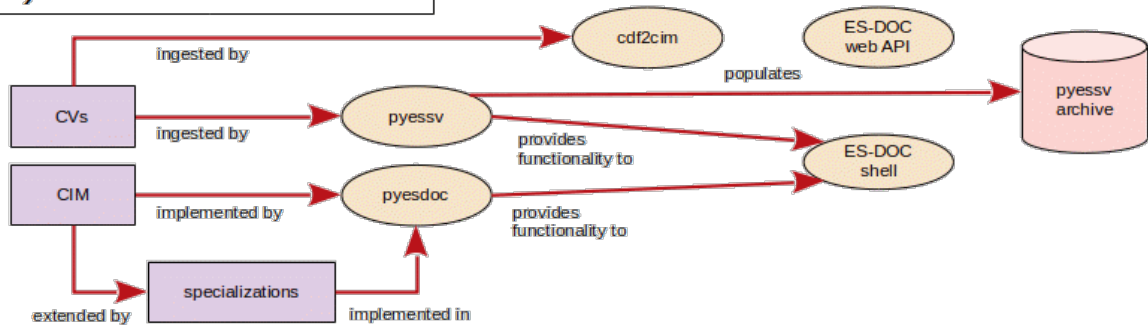 cdf2cim
ES-DOC
web API
ingested by
populates
pyessv
archive
CVs
pyessv
ingested by
provides
functionality to
ES-DOC
shell
CIM
pyesdoc
implemented by
provides
functionality to
specializations
extended by
implemented in